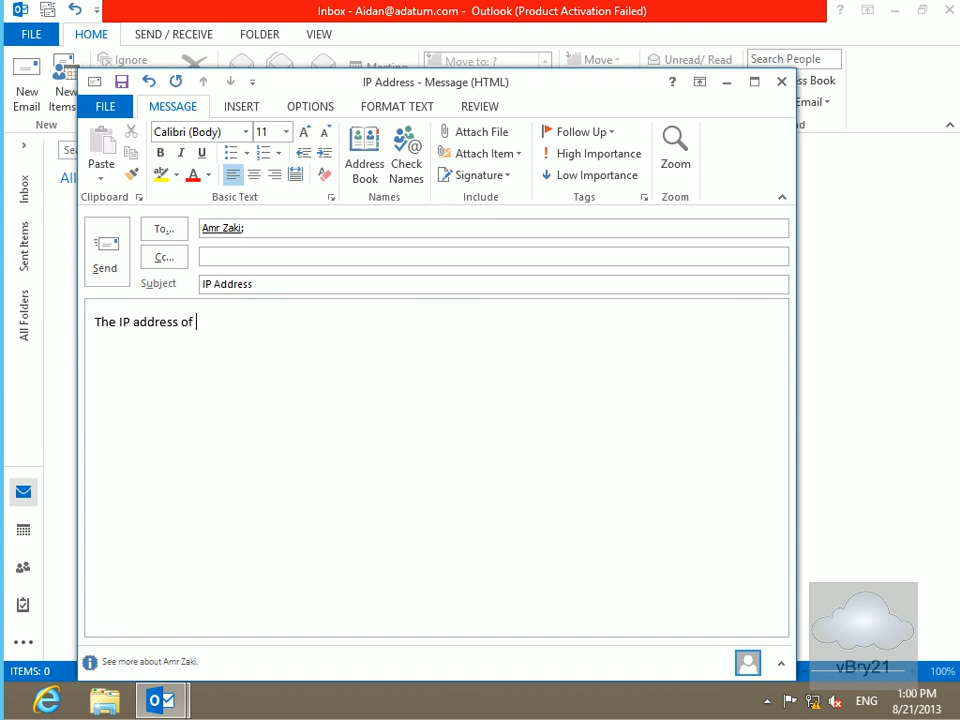 Inbox - Aidan@adatum.com - Outlook (Product Activation Failed)
FILE HOME SEND / RECEIVE FOLDER VIEW
Ignore Meeting Move to: ? Move Unread/ Read Search People
New Email New Items
New
IP Address - Message (HTML)
FILE MESSAGE INSERT OPTIONS FORMAT TEXT REVIEW
Paste
Clipboard
Calibri (Body) 11
B I U
Basic Text
Address Book Check Names
Names
Attach File
Attach Item
Signature
Include
Follow Up
High Importance
Low Importance
Tags
Zoom
Zoom
Inbox
Sent Items
All Folders
All
Send
To...
Amr Zaki;
Cc...
Subject
IP Address
The IP address of
See more about Amr Zaki.
ITEMS: 0
100%
vBry21
ENG
1:00 PM
8/21/2013